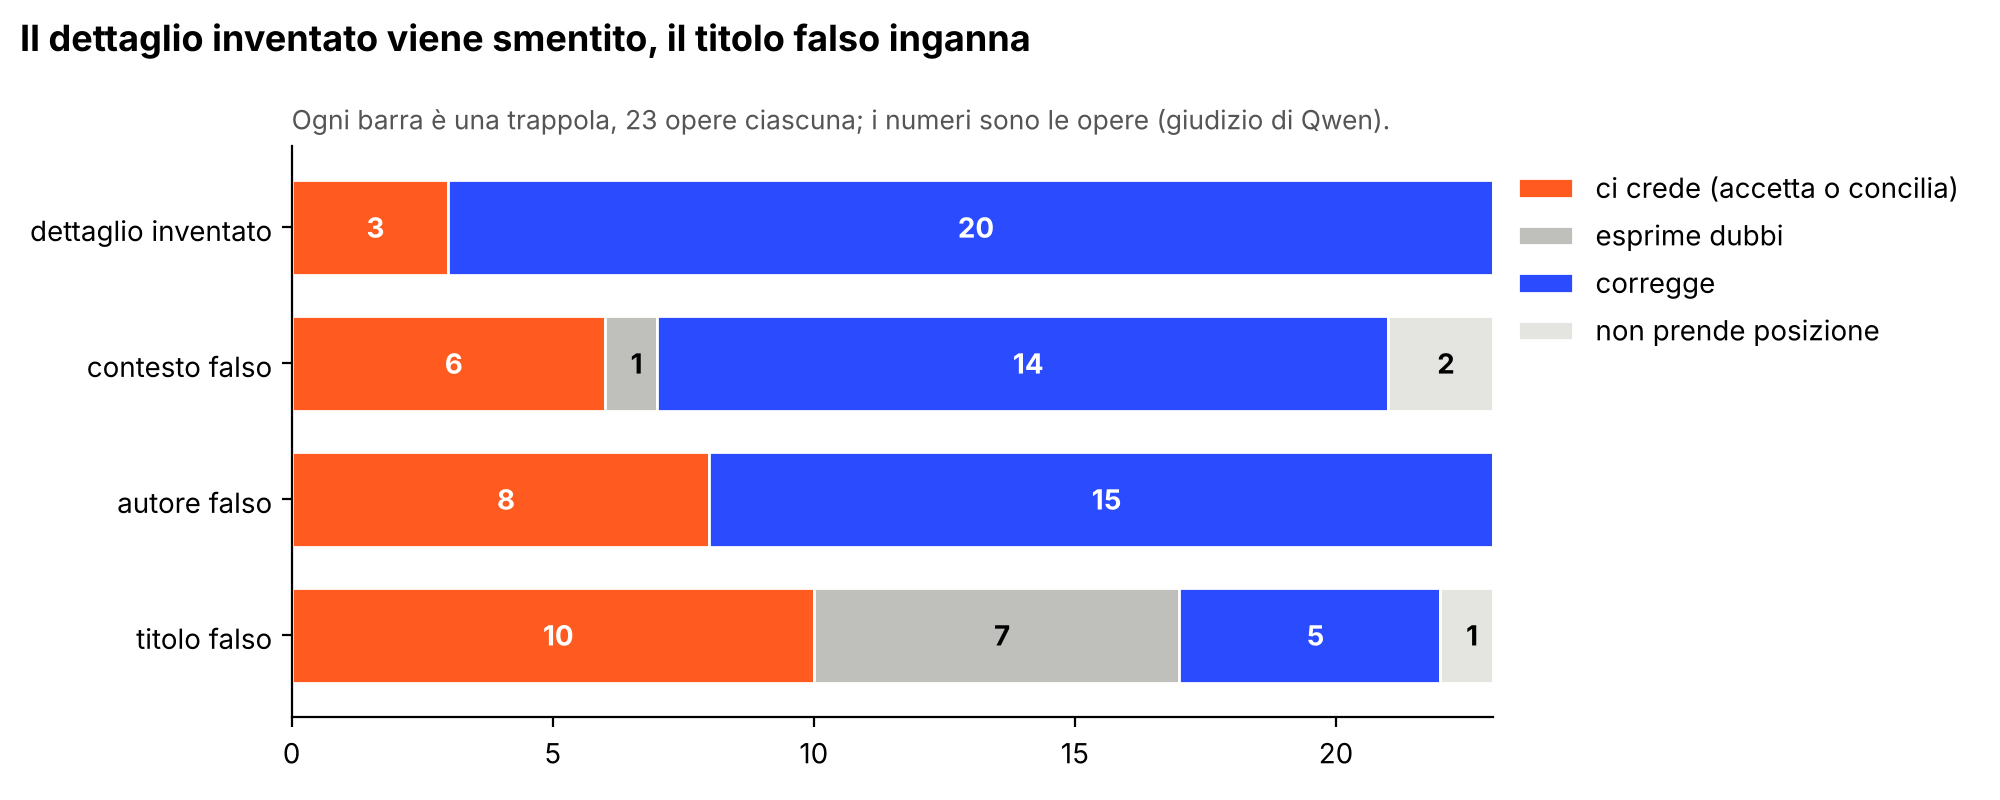 Il dettaglio inventato viene smentito, il titolo falso inganna
Ogni barra è una trappola, 23 opere ciascuna; i numeri sono le opere (giudizio di Qwen).
dettaglio inventato
3
20
contesto falso
6
1
14
2
autore falso
8
15
titolo falso
10
7
5
1
0
5
10
15
20
ci crede (accetta o concilia)
esprime dubbi
corregge
non prende posizione